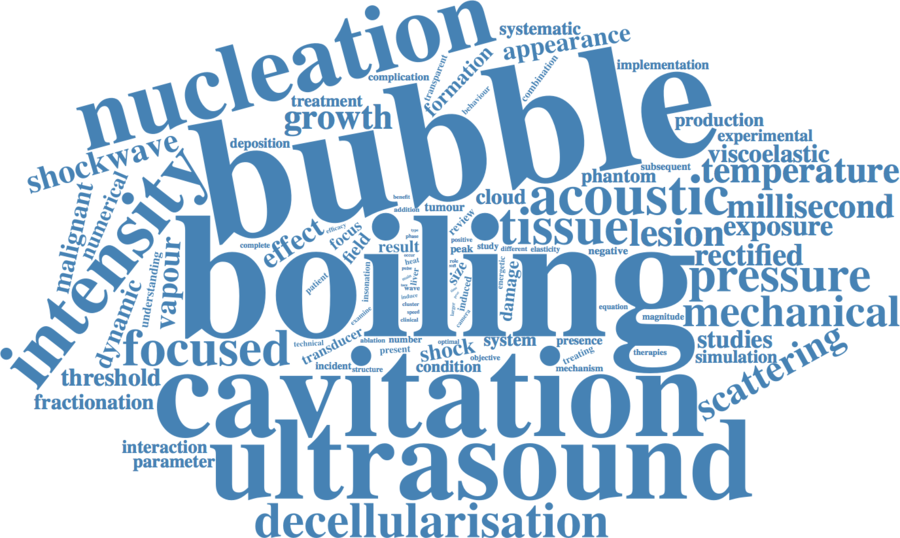 nucleation
systematic
appearance
transparent
formation
combination
complication
behaviour
implementation
treatment
growth
bubble
production
experimental
deposition
shockwave
viscoelastic
subsequent
temperature
phantom
intensity
malignant
numerical
benefit
addition
tumour
cloud
acoustic
millisecond
effect
efficacy
focus
field
complete
review
tissue
lesion
exposure
result
positive
peak
study
different
elasticity
negative
rectified
vapour
understanding
dynamic
boiling
patient
insonation
phase
heat
liver
wave
induce
cluster
speed
clinical
size
induced
target
camera
energetic
damage
pressure
equation
magnitude
mechanical
examine
focused
technical
transducer
ablation
number
present
optimal
shock
system
presence
therapies
studies
simulation
scattering
threshold
incident
structure
condition
objective
treating
mechanism
fractionation
cavitation
interaction
parameter
ultrasound
decellularisation